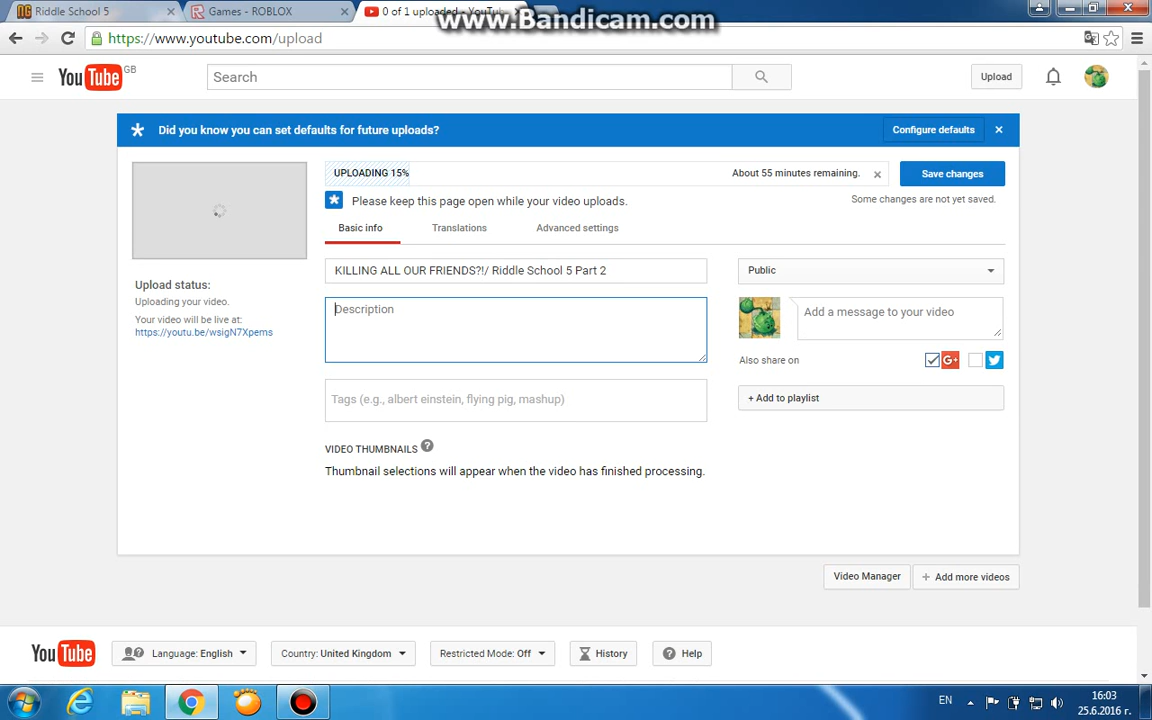 www.Bandicam.com
Riddle School 5
Games - ROBLOX
0 of 1 uploaded - YouTu
https://www.youtube.com/upload
YouTube GB
Search
Upload
Did you know you can set defaults for future uploads?
Configure defaults
UPLOADING 15%
About 55 minutes remaining.
Save changes
Please keep this page open while your video uploads.
Some changes are not yet saved.
Basic info
Translations
Advanced settings
KILLING ALL OUR FRIENDS?!/ Riddle School 5 Part 2
Public
Description
Add a message to your video
Upload status:
Uploading your video.
Your video will be live at:
https://youtu.be/wsigN7Xpems
Also share on
G+
Tags (e.g., albert einstein, flying pig, mashup)
+ Add to playlist
VIDEO THUMBNAILS ?
Thumbnail selections will appear when the video has finished processing.
Video Manager
+ Add more videos
YouTube
Language: English
Country: United Kingdom
Restricted Mode: Off
History
Help
EN
16:03
25.6.2016 г.